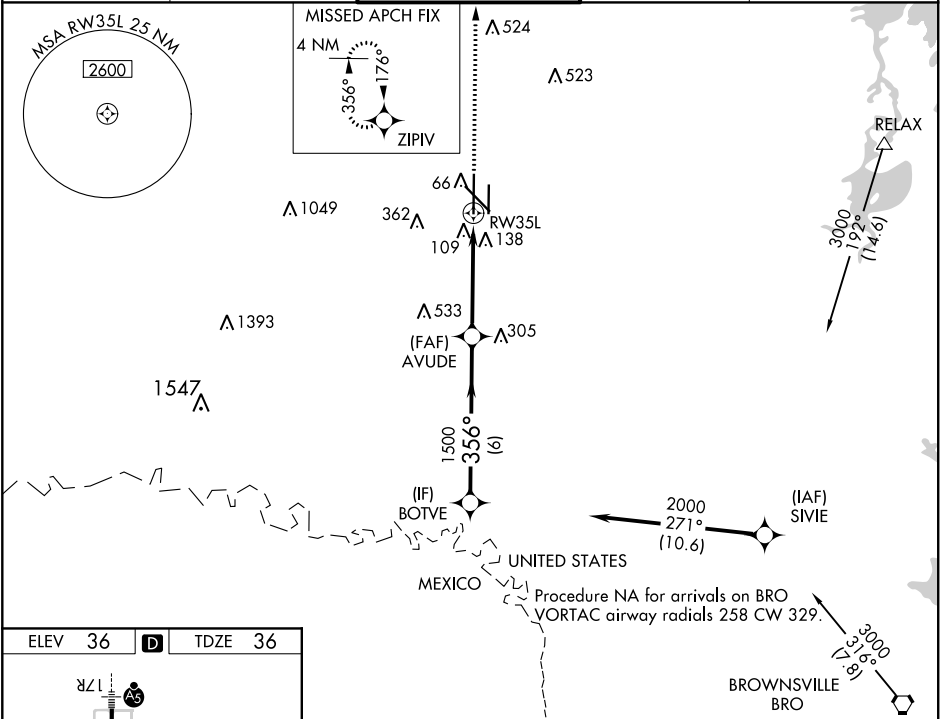 MSA RW35L 25 NM
2600
MISSED APCH FIX
4 NM
356°
176°
ZIPIV
524
523
RELAX
3000
192°
(14.6)
66
1049
362
RW35L
109
138
533
1393
(FAF)
AVUDE
305
1547
1500
356°
(6)
(IF)
BOTVE
2000
271°
(10.6)
(IAF)
SIVIE
UNITED STATES
MEXICO
Procedure NA for arrivals on BRO
VORTAC airway radials 258 CW 329.
3000
316°
(7.8)
BROWNSVILLE
BRO
ELEV 36 D TDZE 36
17R
A5